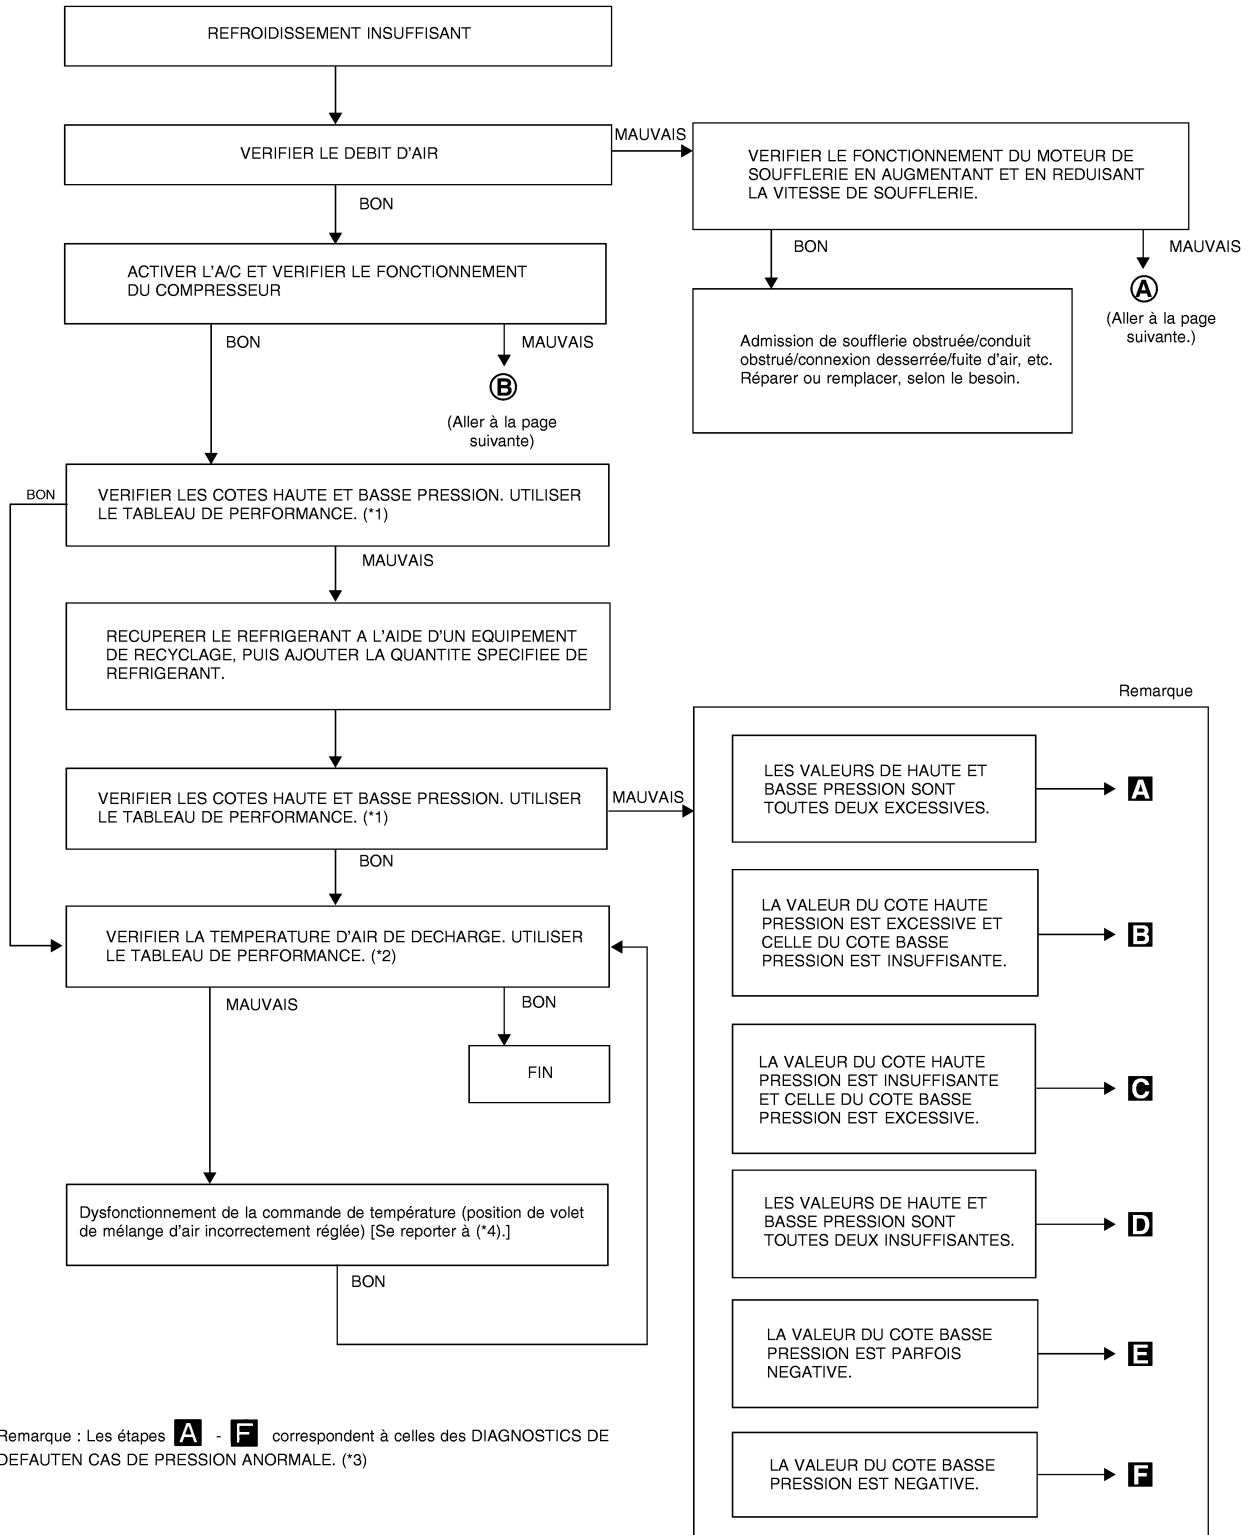 REFROIDISSEMENT INSUFFISANT
VERIFIER LE DEBIT D'AIR
MAUVAIS
VERIFIER LE FONCTIONNEMENT DU MOTEUR DE
SOUFFLERIE EN AUGMENTANT ET EN REDUISANT
LA VITESSE DE SOUFFLERIE.
BON
BON
MAUVAIS
ACTIVER L'A/C ET VERIFIER LE FONCTIONNEMENT
DU COMPRESSEUR
A
(Aller à la page
suivante.)
Admission de soufflerie obstruée/conduit
obstrué/connexion desserrée/fuite d'air, etc.
Réparer ou remplacer, selon le besoin.
BON
MAUVAIS
B
(Aller à la page
suivante)
BON
VERIFIER LES COTES HAUTE ET BASSE PRESSION. UTILISER
LE TABLEAU DE PERFORMANCE. (*1)
MAUVAIS
RECUPERER LE REFRIGERANT A L'AIDE D'UN EQUIPEMENT
DE RECYCLAGE, PUIS AJOUTER LA QUANTITE SPECIFIEE DE
REFRIGERANT.
VERIFIER LES COTES HAUTE ET BASSE PRESSION. UTILISER
LE TABLEAU DE PERFORMANCE. (*1)
MAUVAIS
BON
VERIFIER LA TEMPERATURE D'AIR DE DECHARGE. UTILISER
LE TABLEAU DE PERFORMANCE. (*2)
MAUVAIS
BON
FIN
Dysfonctionnement de la commande de température (position de volet
de mélange d'air incorrectement réglée) [Se reporter à (*4).]
BON
Remarque
LES VALEURS DE HAUTE ET
BASSE PRESSION SONT
TOUTES DEUX EXCESSIVES.
A
LA VALEUR DU COTE HAUTE
PRESSION EST EXCESSIVE ET
CELLE DU COTE BASSE
PRESSION EST INSUFFISANTE.
B
LA VALEUR DU COTE HAUTE
PRESSION EST INSUFFISANTE
ET CELLE DU COTE BASSE
PRESSION EST EXCESSIVE.
C
LES VALEURS DE HAUTE ET
BASSE PRESSION SONT
TOUTES DEUX INSUFFISANTES.
D
LA VALEUR DU COTE BASSE
PRESSION EST PARFOIS
NEGATIVE.
E
LA VALEUR DU COTE BASSE
PRESSION EST NEGATIVE.
F
Remarque : Les étapes A - F correspondent à celles des DIAGNOSTICS DE
DEFAUTEN CAS DE PRESSION ANORMALE. (*3)